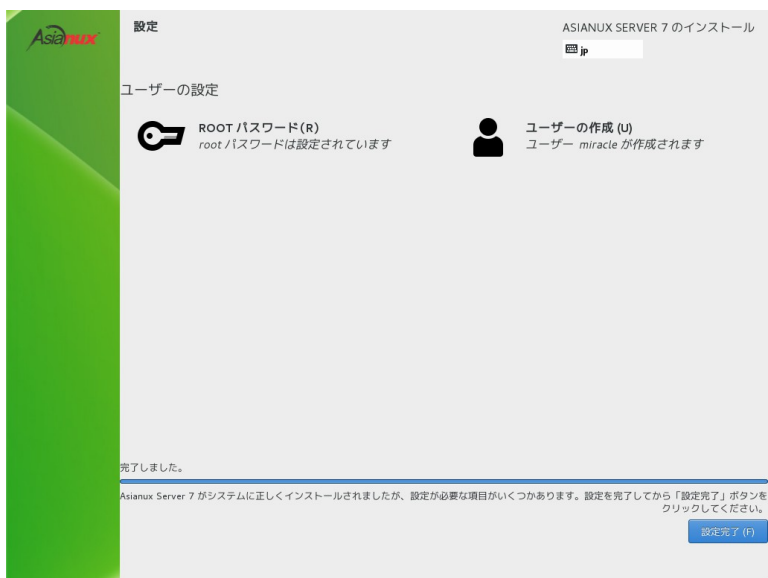 Asianux
設定
ASIANUX SERVER 7 のインストール
jp
ユーザーの設定
ROOT パスワード(R)
root パスワードは設定されています
ユーザーの作成 (U)
ユーザー miracle が作成されます
完了しました。
Asianux Server 7 がシステムに正しくインストールされましたが、設定が必要な項目がいくつかあります。設定を完了してから「設定完了」ボタンを
クリックしてください。
設定完了 (F)